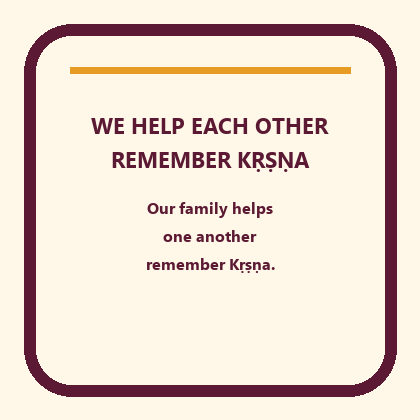 WE HELP EACH OTHER
REMEMBER KṚṢṆA
Our family helps
one another
remember Kṛṣṇa.